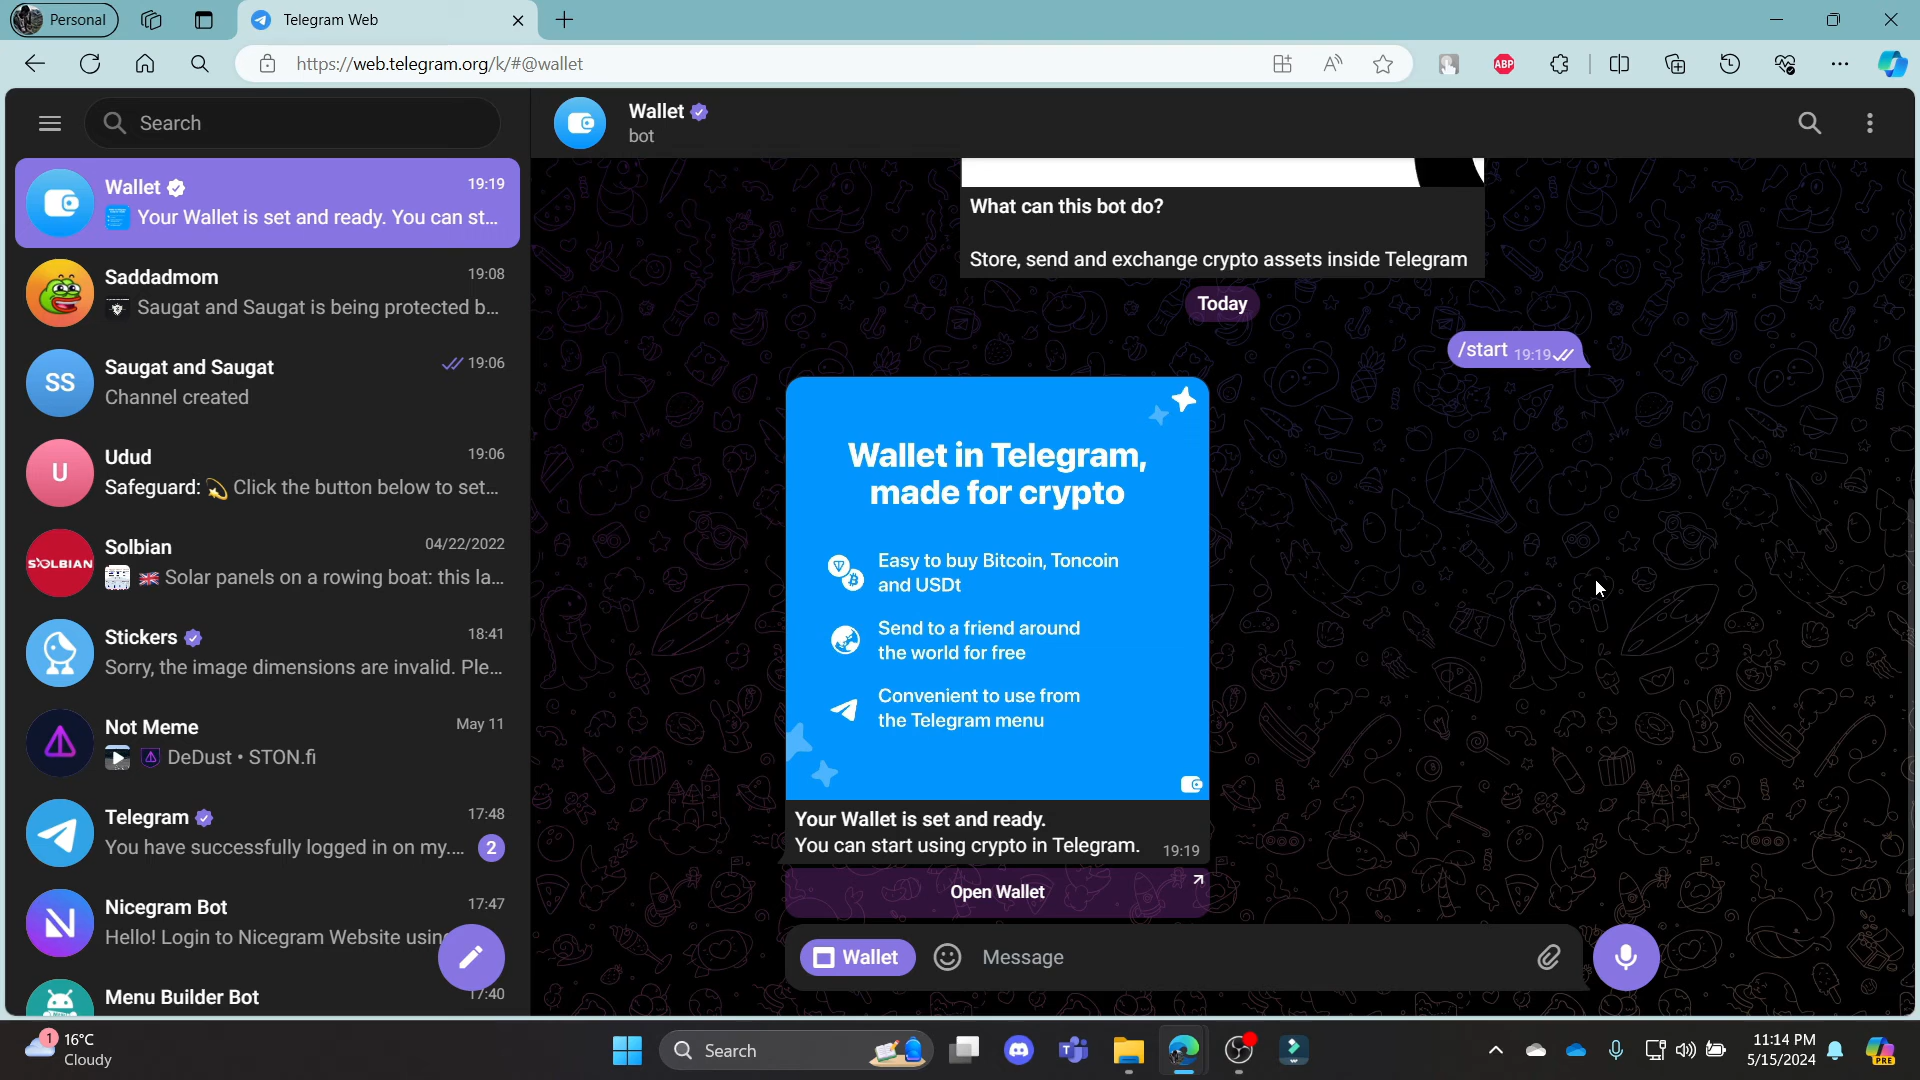 Personal
Telegram Web
https://web.telegram.org/k/#@wallet
ABP
Search
Wallet
bot
Wallet
19:19
Your Wallet is set and ready. You can st...
Saddadmom
19:08
Saugat and Saugat is being protected b...
SS
Saugat and Saugat
19:06
Channel created
U
Udud
19:06
Safeguard: 💫 Click the button below to set...
SOLBIAN
Solbian
04/22/2022
🇬🇧 Solar panels on a rowing boat: this la...
Stickers
18:41
Sorry, the image dimensions are invalid. Ple...
Not Meme
May 11
DeDust • STON.fi
Telegram
17:48
You have successfully logged in on my....
2
Nicegram Bot
17:47
Hello! Login to Nicegram Website using
Menu Builder Bot
17:40
What can this bot do?
Store, send and exchange crypto assets inside Telegram
Today
/start 19:19
Wallet in Telegram,
made for crypto
Easy to buy Bitcoin, Toncoin
and USDt
Send to a friend around
the world for free
Convenient to use from
the Telegram menu
Your Wallet is set and ready.
You can start using crypto in Telegram.
19:19
Open Wallet
Wallet
Message
1
16°C
Cloudy
Search
11:14 PM
5/15/2024
PRE